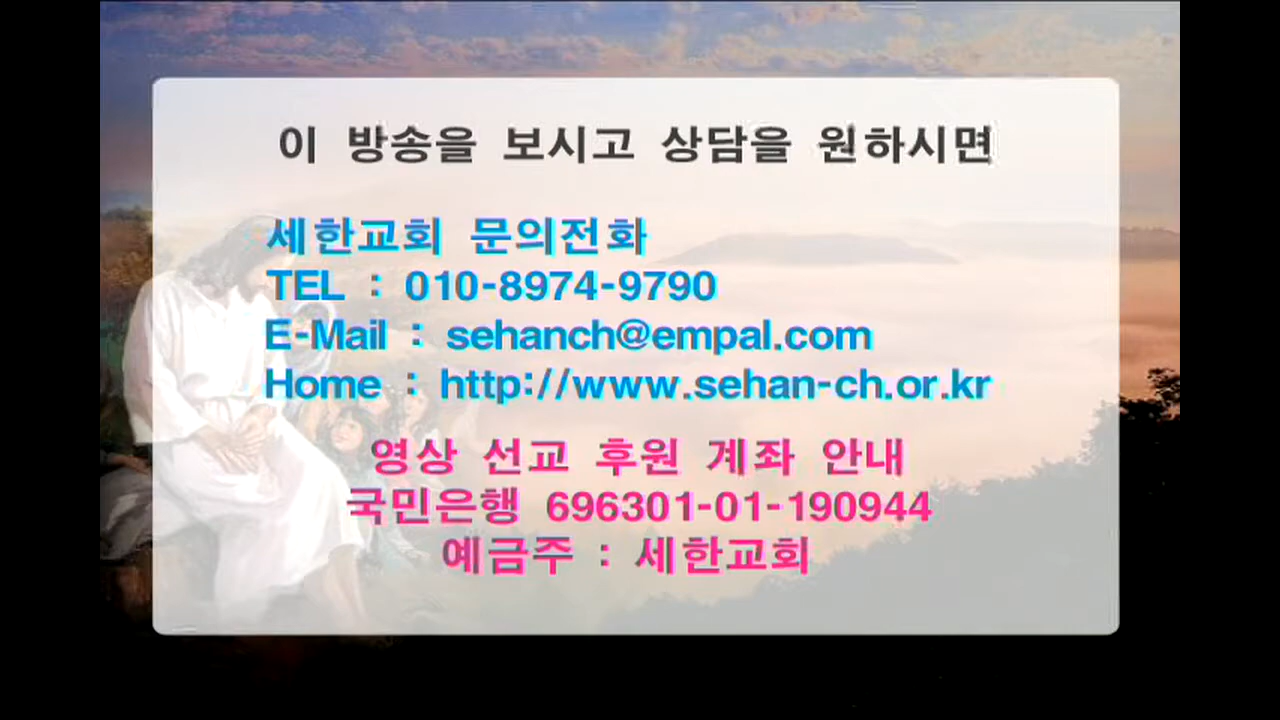 이 방송을 보시고 상담을 원하시면
세한교회 문의전화
TEL : 010-8974-9790
E-Mail : sehanch@empal.com
Home : http://www.sehan-ch.or.kr
영상 선교 후원 계좌 안내
국민은행 696301-01-190944
예금주 : 세한교회